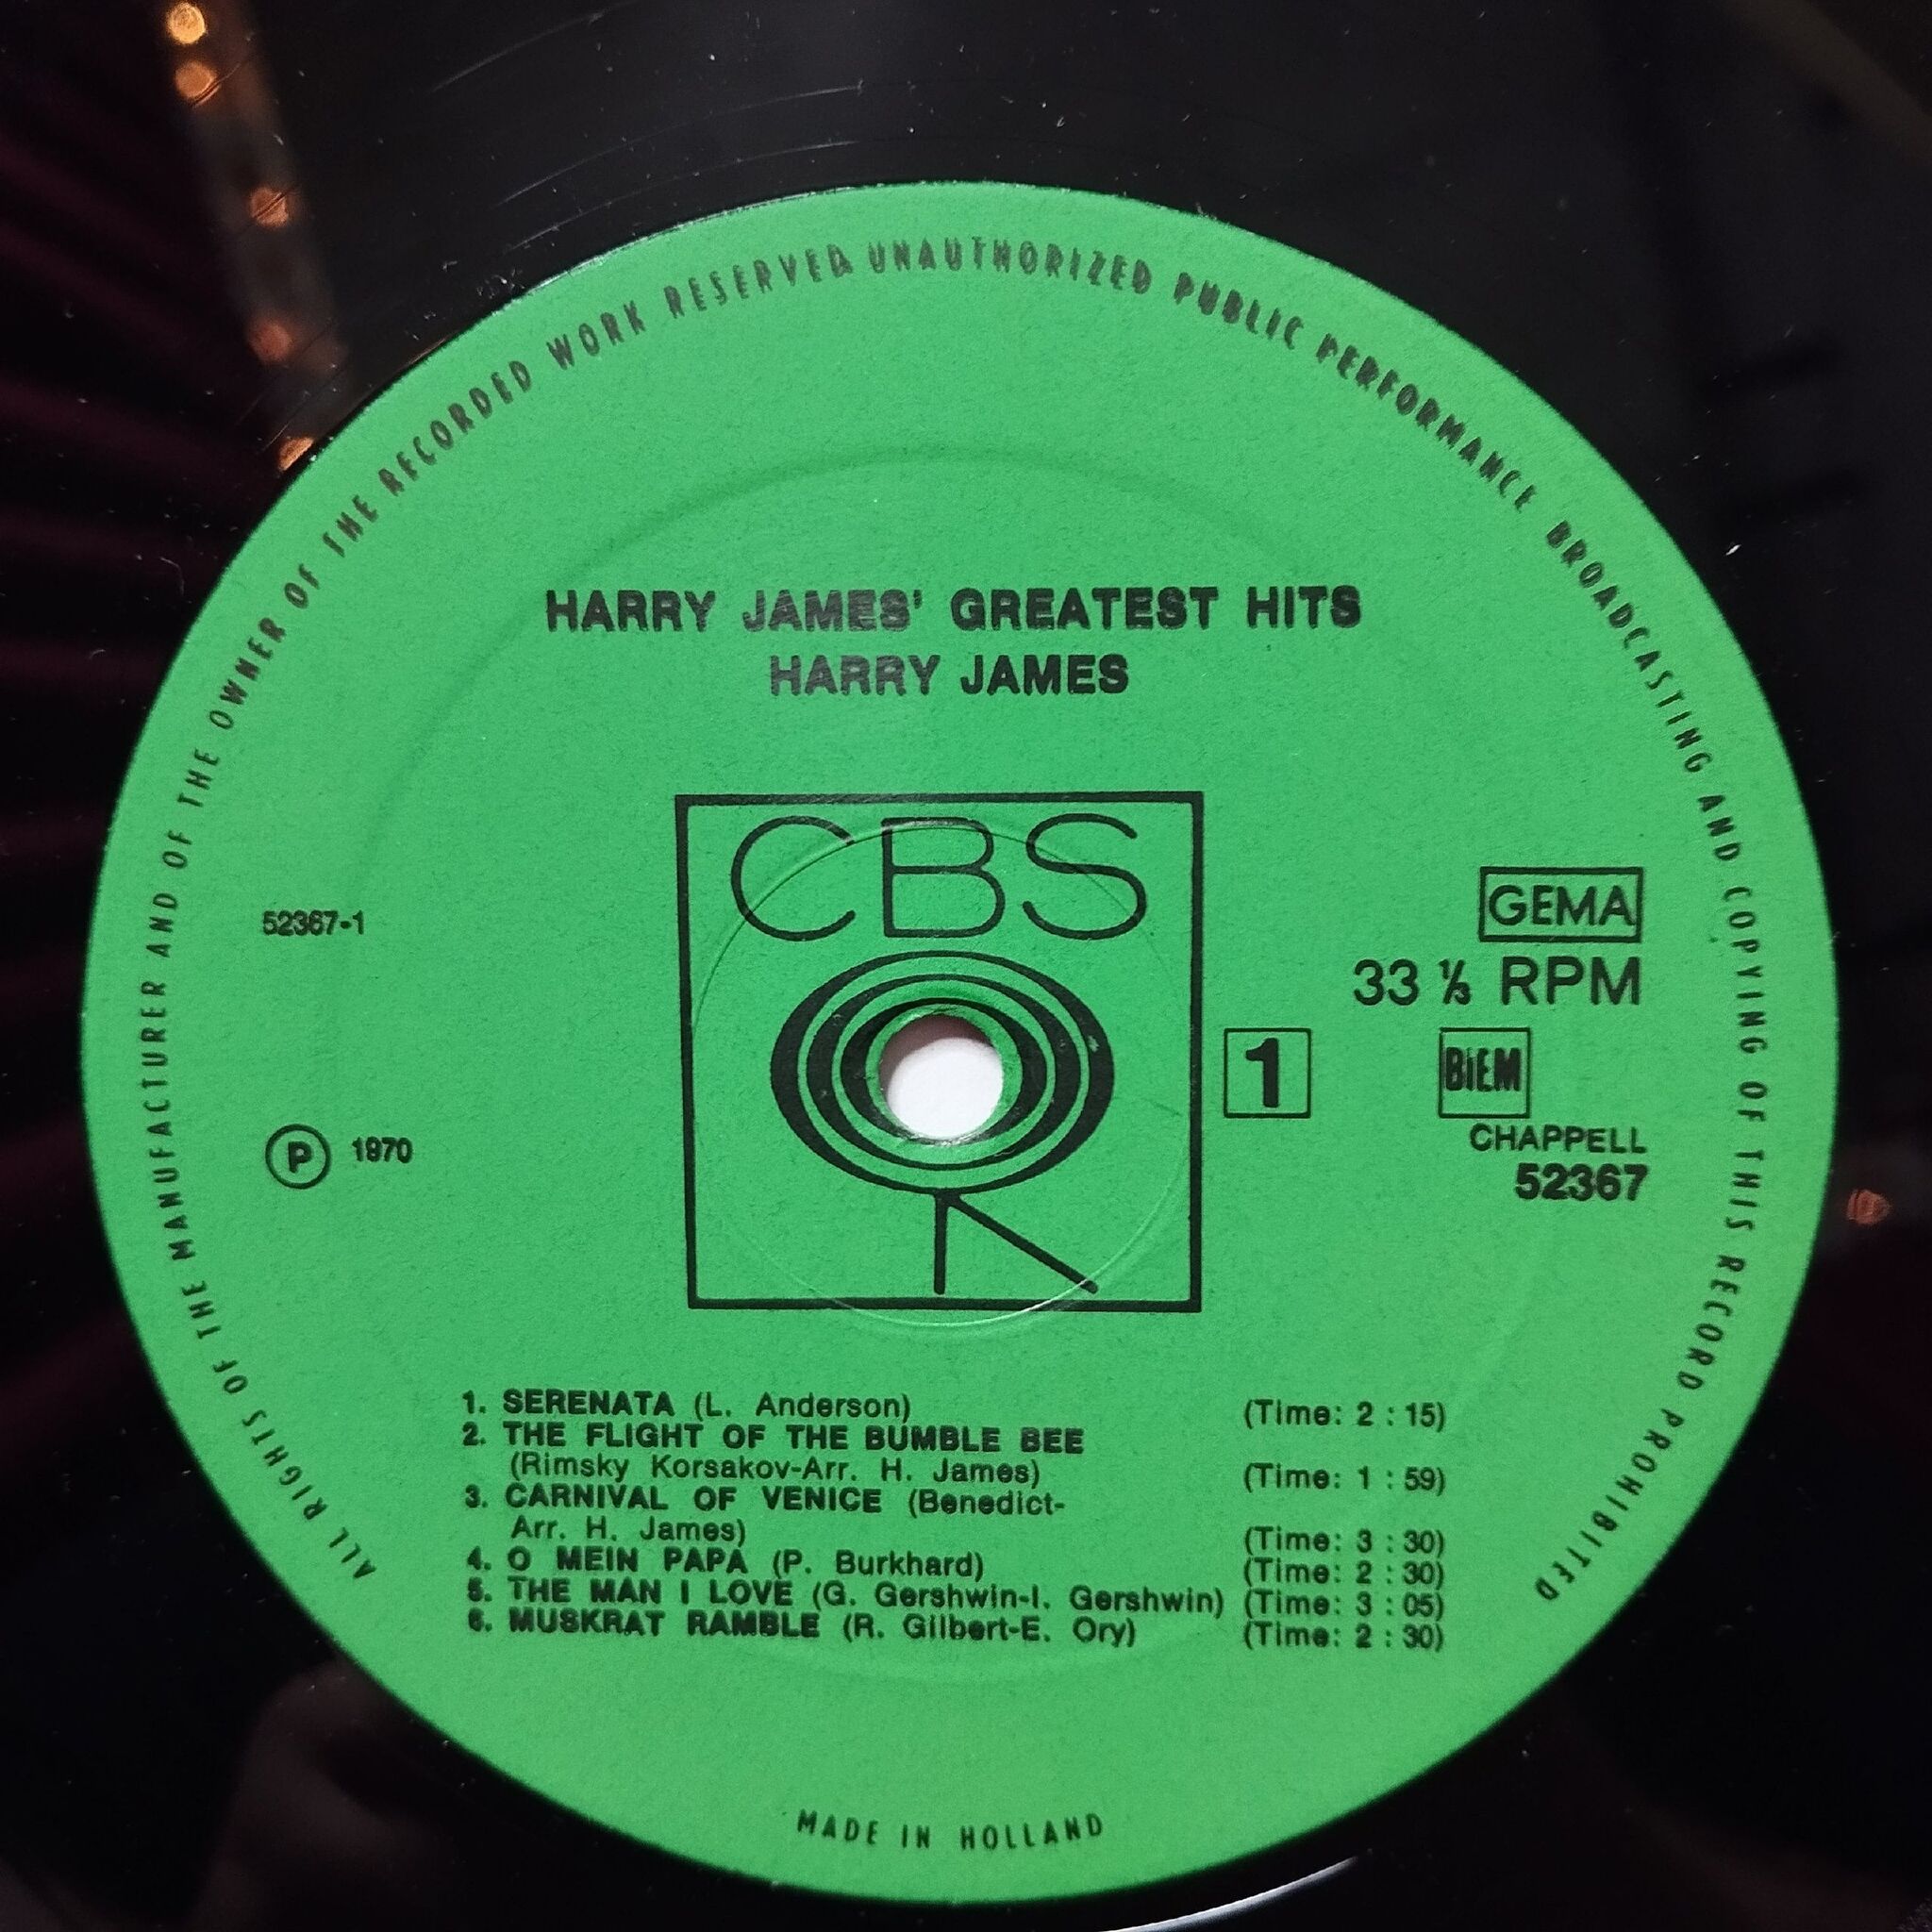 ALL RIGHTS OF THE MANUFACTURER AND OF THE OWNER OF THE RECORDED WORK RESERVED. UNAUTHORIZED PUBLIC PERFORMANCE BROADCASTING AND COPYING OF THIS RECORD PROHIBITED
HARRY JAMES' GREATEST HITS
HARRY JAMES
CBS
52367-1
GEMA
33 ⅓ RPM
1
BIEM
CHAPPELL
52367
Ⓟ 1970
1. SERENATA (L. Anderson) (Time: 2 : 15)
2. THE FLIGHT OF THE BUMBLE BEE
(Rimsky Korsakov-Arr. H. James) (Time: 1 : 59)
3. CARNIVAL OF VENICE (Benedict-
Arr. H. James) (Time: 3 : 30)
4. O MEIN PAPA (P. Burkhard) (Time: 2 : 30)
5. THE MAN I LOVE (G. Gershwin-I. Gershwin) (Time: 3 : 05)
6. MUSKRAT RAMBLE (R. Gilbert-E. Ory) (Time: 2 : 30)
MADE IN HOLLAND